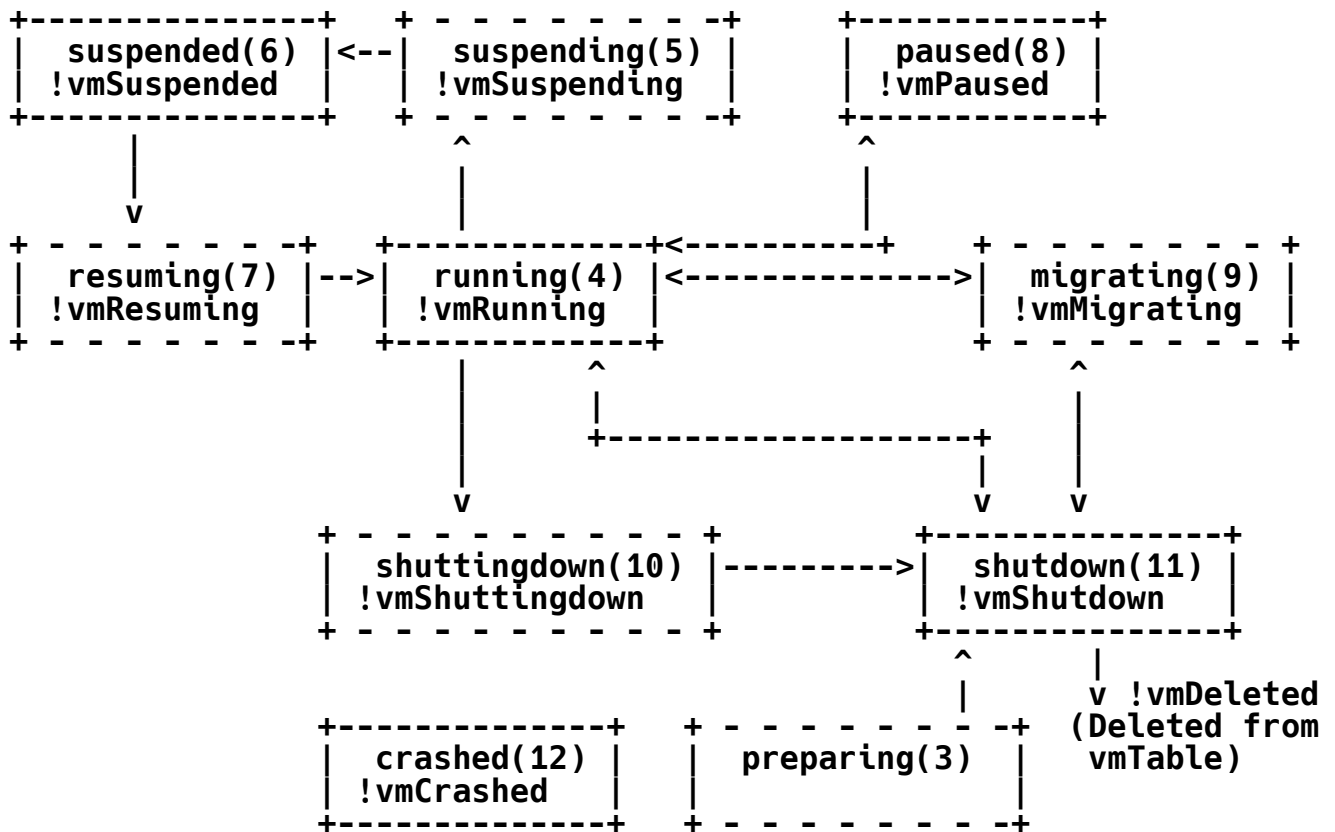 suspended(6) suspending(5) paused(8)
!vmSuspended !vmSuspending !vmPaused
resuming(7) running(4) migrating(9)
!vmResuming !vmRunning !vmMigrating
shuttingdown(10) shutdown(11)
!vmShuttingdown !vmShutdown
!vmDeleted
(Deleted from
crashed(12) preparing(3) vmTable)
!vmCrashed